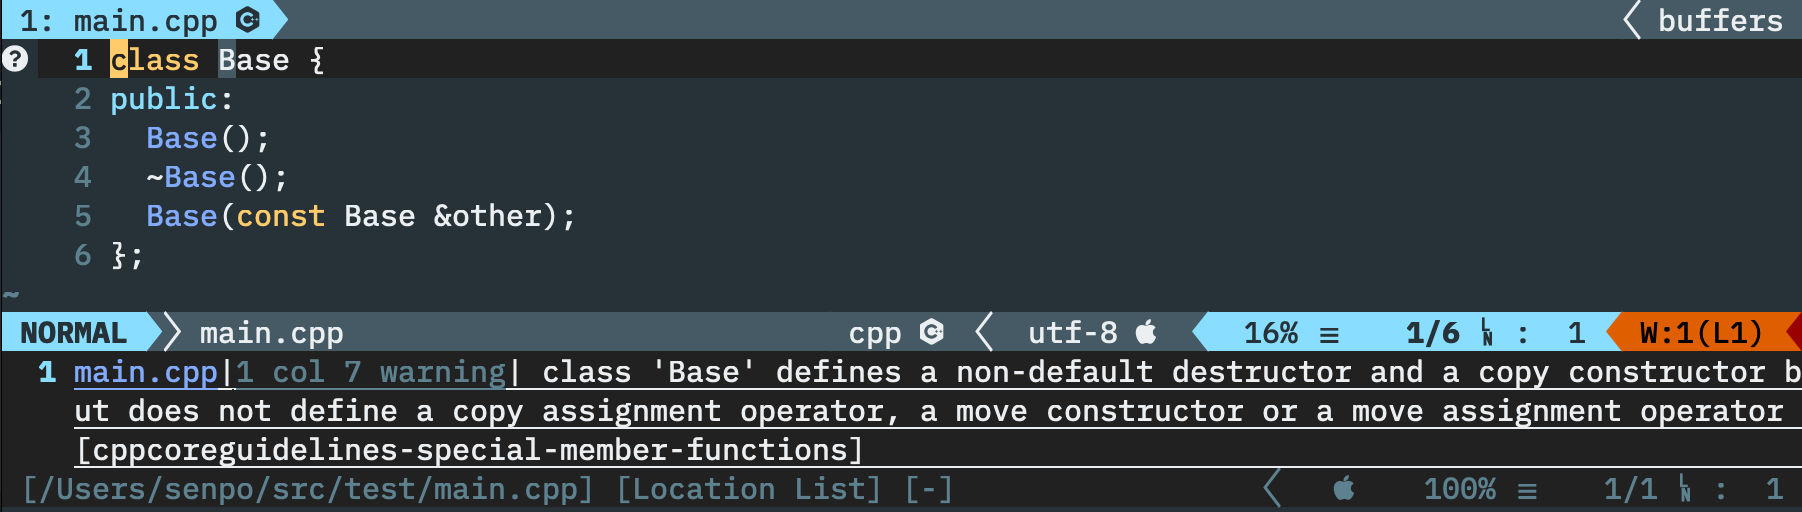 1: main.cpp
buffers
1 class Base {
2 public:
3   Base();
4   ~Base();
5   Base(const Base &other);
6 };
~
NORMAL main.cpp cpp utf-8 16% ≡ 1/6 LN : 1 W:1(L1)
1 main.cpp|1 col 7 warning| class 'Base' defines a non-default destructor and a copy constructor b
ut does not define a copy assignment operator, a move constructor or a move assignment operator
[cppcoreguidelines-special-member-functions]
[/Users/senpo/src/test/main.cpp] [Location List] [-] 100% ≡ 1/1 LN : 1